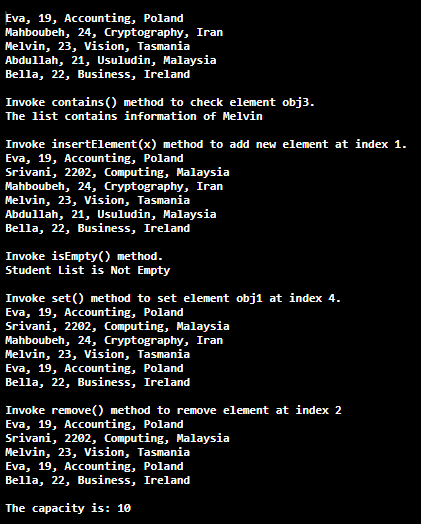 Eva, 19, Accounting, Poland
Mahboubeh, 24, Cryptography, Iran
Melvin, 23, Vision, Tasmania
Abdullah, 21, Usuludin, Malaysia
Bella, 22, Business, Ireland
Invoke contains() method to check element obj3.
The list contains information of Melvin
Invoke insertElement(x) method to add new element at index 1.
Eva, 19, Accounting, Poland
Srivani, 2202, Computing, Malaysia
Mahboubeh, 24, Cryptography, Iran
Melvin, 23, Vision, Tasmania
Abdullah, 21, Usuludin, Malaysia
Bella, 22, Business, Ireland
Invoke isEmpty() method.
Student List is Not Empty
Invoke set() method to set element obj1 at index 4.
Eva, 19, Accounting, Poland
Srivani, 2202, Computing, Malaysia
Mahboubeh, 24, Cryptography, Iran
Melvin, 23, Vision, Tasmania
Eva, 19, Accounting, Poland
Bella, 22, Business, Ireland
Invoke remove() method to remove element at index 2
Eva, 19, Accounting, Poland
Srivani, 2202, Computing, Malaysia
Melvin, 23, Vision, Tasmania
Eva, 19, Accounting, Poland
Bella, 22, Business, Ireland
The capacity is: 10